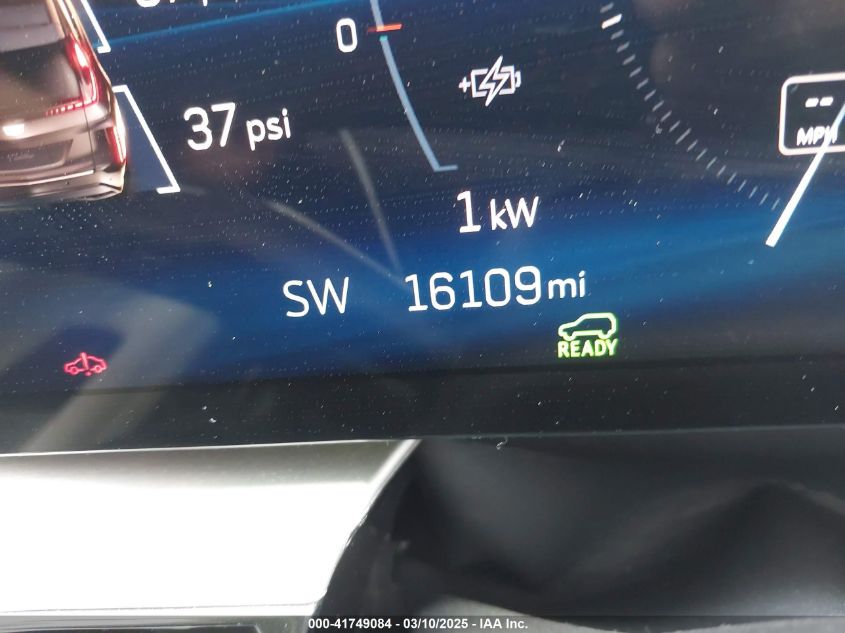 0
37 psi
--
MPH
1 kW
SW 16109 mi
READY
000-41749084 - 03/10/2025 - IAA Inc.